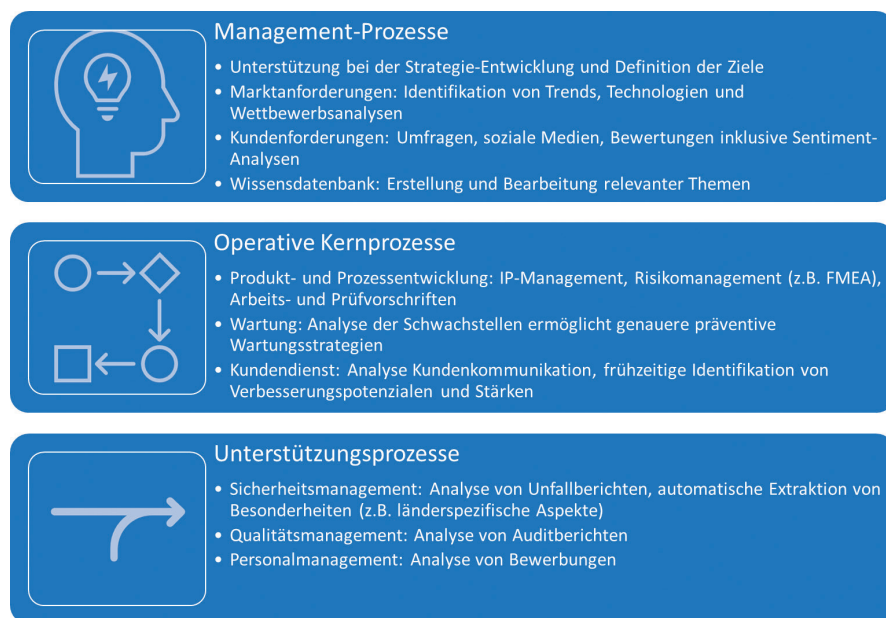 Management-Prozesse
• Unterstützung bei der Strategie-Entwicklung und Definition der Ziele
• Marktanforderungen: Identifikation von Trends, Technologien und
Wettbewerbsanalysen
• Kundenforderungen: Umfragen, soziale Medien, Bewertungen inklusive Sentiment-
Analysen
• Wissensdatenbank: Erstellung und Bearbeitung relevanter Themen
Operative Kernprozesse
• Produkt- und Prozessentwicklung: IP-Management, Risikomanagement (z.B. FMEA),
Arbeits- und Prüfvorschriften
• Wartung: Analyse der Schwachstellen ermöglicht genauere präventive
Wartungsstrategien
• Kundendienst: Analyse Kundenkommunikation, frühzeitige Identifikation von
Verbesserungspotenzialen und Stärken
Unterstützungsprozesse
• Sicherheitsmanagement: Analyse von Unfallberichten, automatische Extraktion von
Besonderheiten (z.B. länderspezifische Aspekte)
• Qualitätsmanagement: Analyse von Auditberichten
• Personalmanagement: Analyse von Bewerbungen